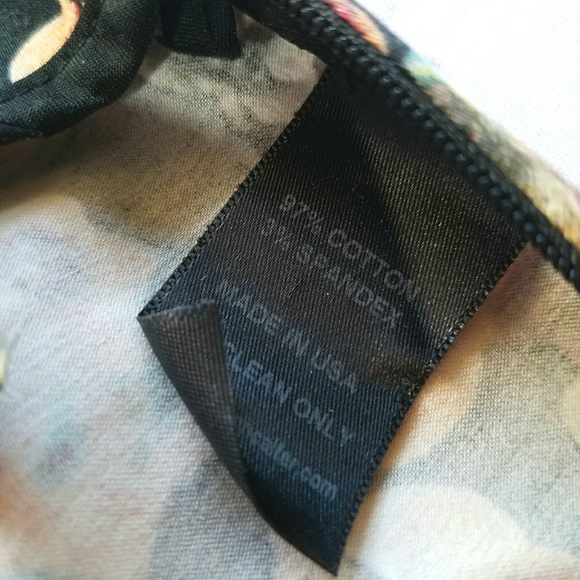 97% COTTON
3% SPANDEX
MADE IN USA
CLEAN ONLY